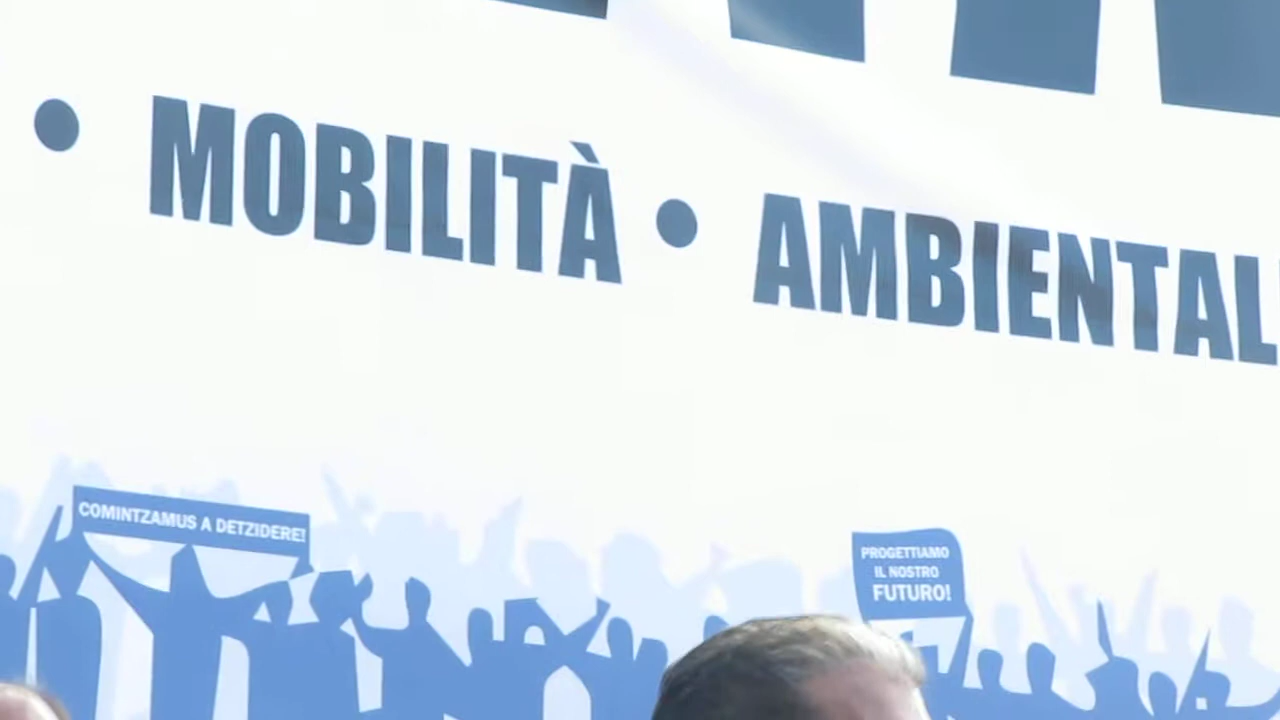 • MOBILITÀ • AMBIENTAL
COMINTZAMUS A DETZIDERE!
PROGETTIAMO
IL NOSTRO
FUTURO!